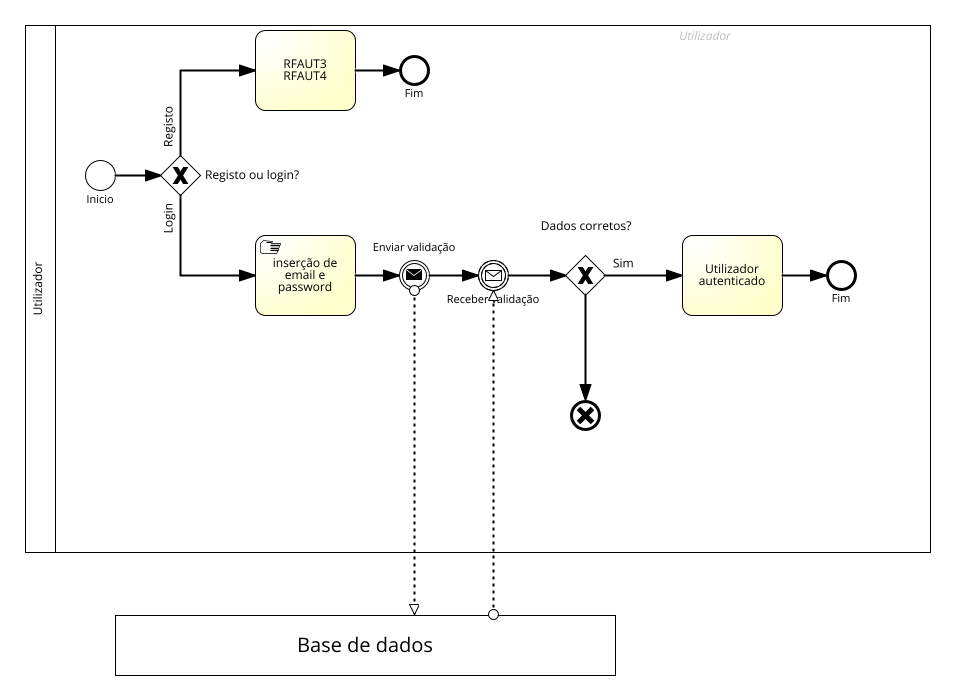 Utilizador
RFAUT3
RFAUT4
Fim
Registo
Inicio
Registo ou login?
Login
Utilizador
inserção de
email e
password
Enviar validação
Receber validação
Dados corretos?
Sim
Utilizador
autenticado
Fim
Base de dados